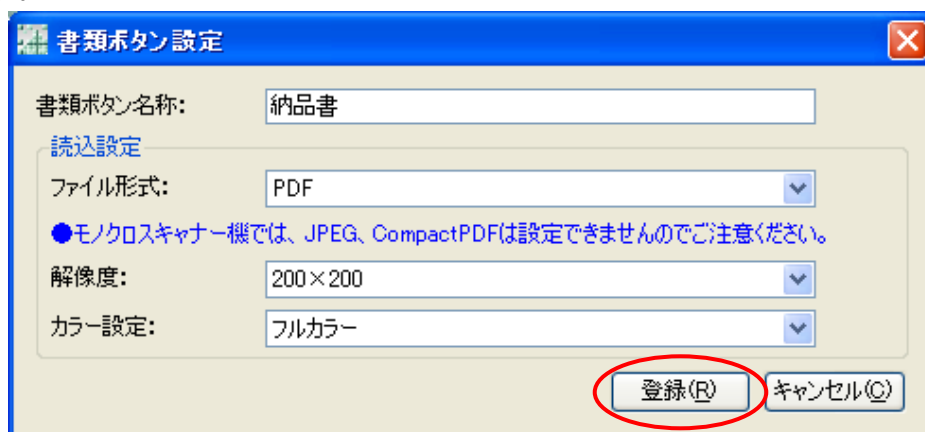 書類ボタン設定
書類ボタン名称: 納品書
読込設定
ファイル形式: PDF
●モノクロスキャナー機では、JPEG、CompactPDFは設定できませんのでご注意ください。
解像度: 200×200
カラー設定: フルカラー
登録(R) キャンセル(C)